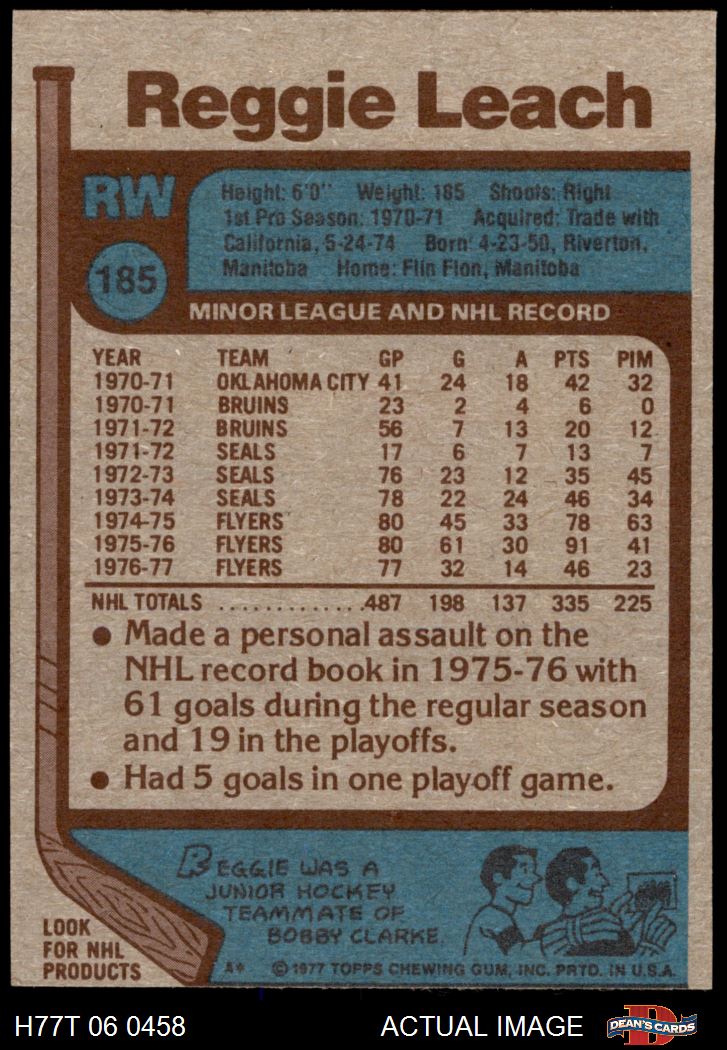 Reggie Leach
RW
Height: 6'0" Weight: 185 Shoots: Right
1st Pro Season: 1970-71 Acquired: Trade with
California, 5-24-74 Born: 4-23-50, Riverton,
Manitoba Home: Flin Flon, Manitoba
185
MINOR LEAGUE AND NHL RECORD
YEAR TEAM GP G A PTS PIM
1970-71 OKLAHOMA CITY 41 24 18 42 32
1970-71 BRUINS 23 2 4 6 0
1971-72 BRUINS 56 7 13 20 12
1971-72 SEALS 17 6 7 13 7
1972-73 SEALS 76 23 12 35 45
1973-74 SEALS 78 22 24 46 34
1974-75 FLYERS 80 45 33 78 63
1975-76 FLYERS 80 61 30 91 41
1976-77 FLYERS 77 32 14 46 23
NHL TOTALS ..............487 198 137 335 225
● Made a personal assault on the
NHL record book in 1975-76 with
61 goals during the regular season
and 19 in the playoffs.
● Had 5 goals in one playoff game.
REGGIE WAS A
JUNIOR HOCKEY
TEAMMATE OF
BOBBY CLARKE.
LOOK
FOR NHL
PRODUCTS
A* © 1977 TOPPS CHEWING GUM, INC. PRTD. IN U.S.A.
H77T 06 0458 ACTUAL IMAGE DEAN'S CARDS